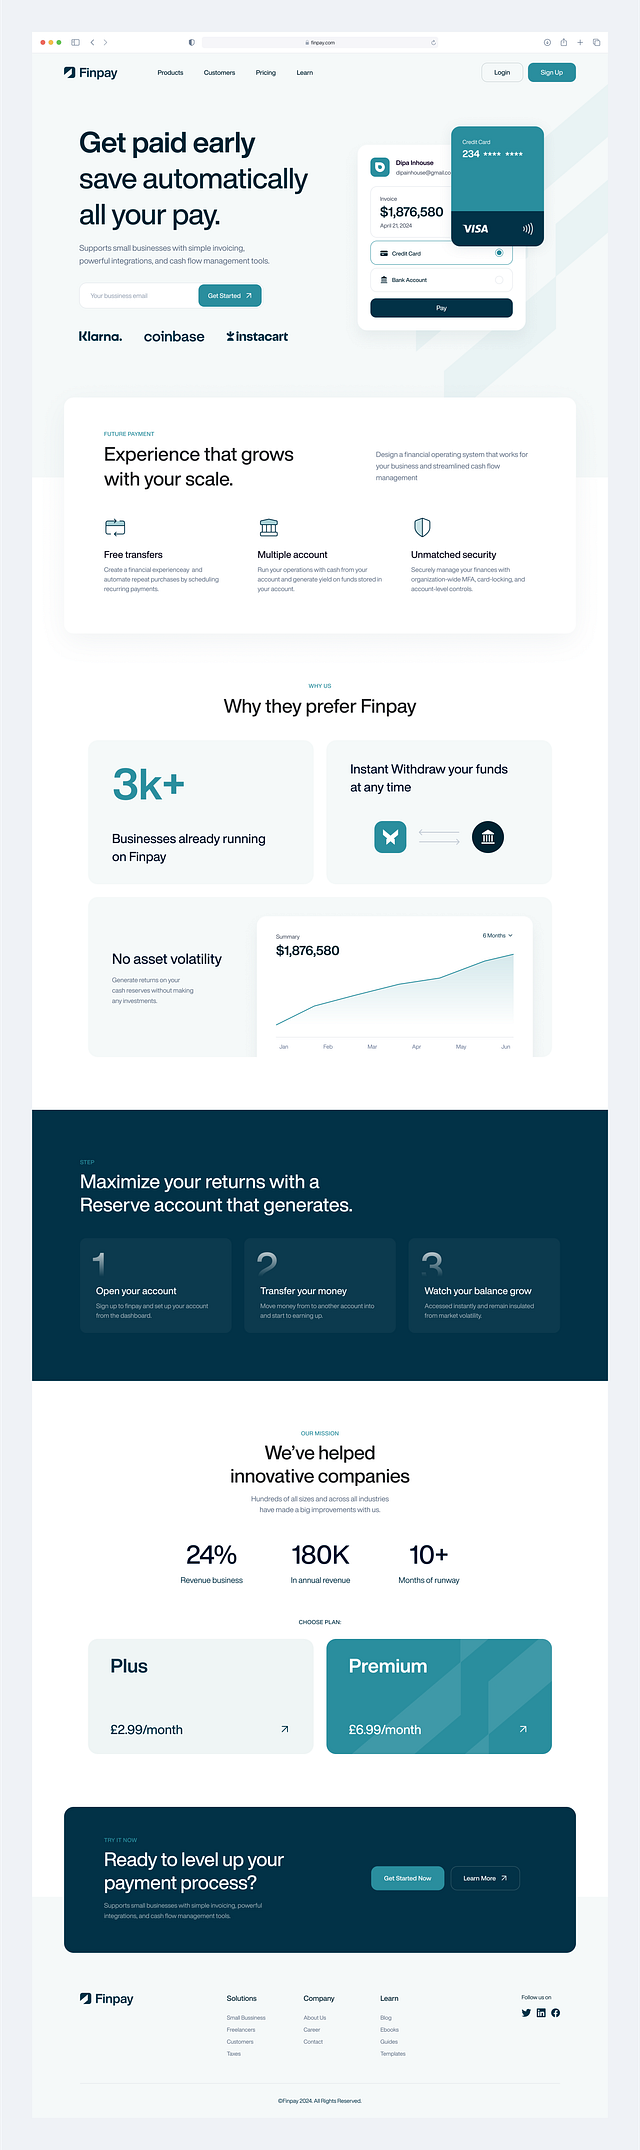 finpay.com
Finpay
Products
Customers
Pricing
Learn
Login
Sign Up
Get paid early
save automatically
all your pay.
Supports small businesses with simple invoicing,
powerful integrations, and cash flow management tools.
Your bussiness email
Get Started
Klarna.
coinbase
instacart
Dipa Inhouse
dipainhouse@gmail.co
Invoice
$1,876,580
April 21, 2024
Credit Card
Bank Account
Pay
Credit Card
234 **** ****
VISA
FUTURE PAYMENT
Experience that grows
with your scale.
Design a financial operating system that works for
your business and streamlined cash flow
management
Free transfers
Create a financial experienceay and
automate repeat purchases by scheduling
recurring payments.
Multiple account
Run your operations with cash from your
account and generate yield on funds stored in
your account.
Unmatched security
Securely manage your finances with
organization-wide MFA, card-locking, and
account-level controls.
WHY US
Why they prefer Finpay
3k+
Businesses already running
on Finpay
Instant Withdraw your funds
at any time
No asset volatility
Generate returns on your
cash reserves without making
any investments.
Summary
$1,876,580
6 Months
Jan
Feb
Mar
Apr
May
Jun
STEP
Maximize your returns with a
Reserve account that generates.
1
Open your account
Sign up to finpay and set up your account
from the dashboard.
2
Transfer your money
Move money from to another account into
and start to earning up.
3
Watch your balance grow
Accessed instantly and remain insulated
from market volatility.
OUR MISSION
We've helped
innovative companies
Hundreds of all sizes and across all industries
have made a big improvements with us.
24%
Revenue business
180K
In annual revenue
10+
Months of runway
CHOOSE PLAN:
Plus
£2.99/month
Premium
£6.99/month
TRY IT NOW
Ready to level up your
payment process?
Supports small businesses with simple invoicing, powerful
integrations, and cash flow management tools.
Get Started Now
Learn More
Finpay
Solutions
Small Bussiness
Freelancers
Customers
Taxes
Company
About Us
Career
Contact
Learn
Blog
Ebooks
Guides
Templates
Follow us on
©Finpay 2024. All Rights Reserved.